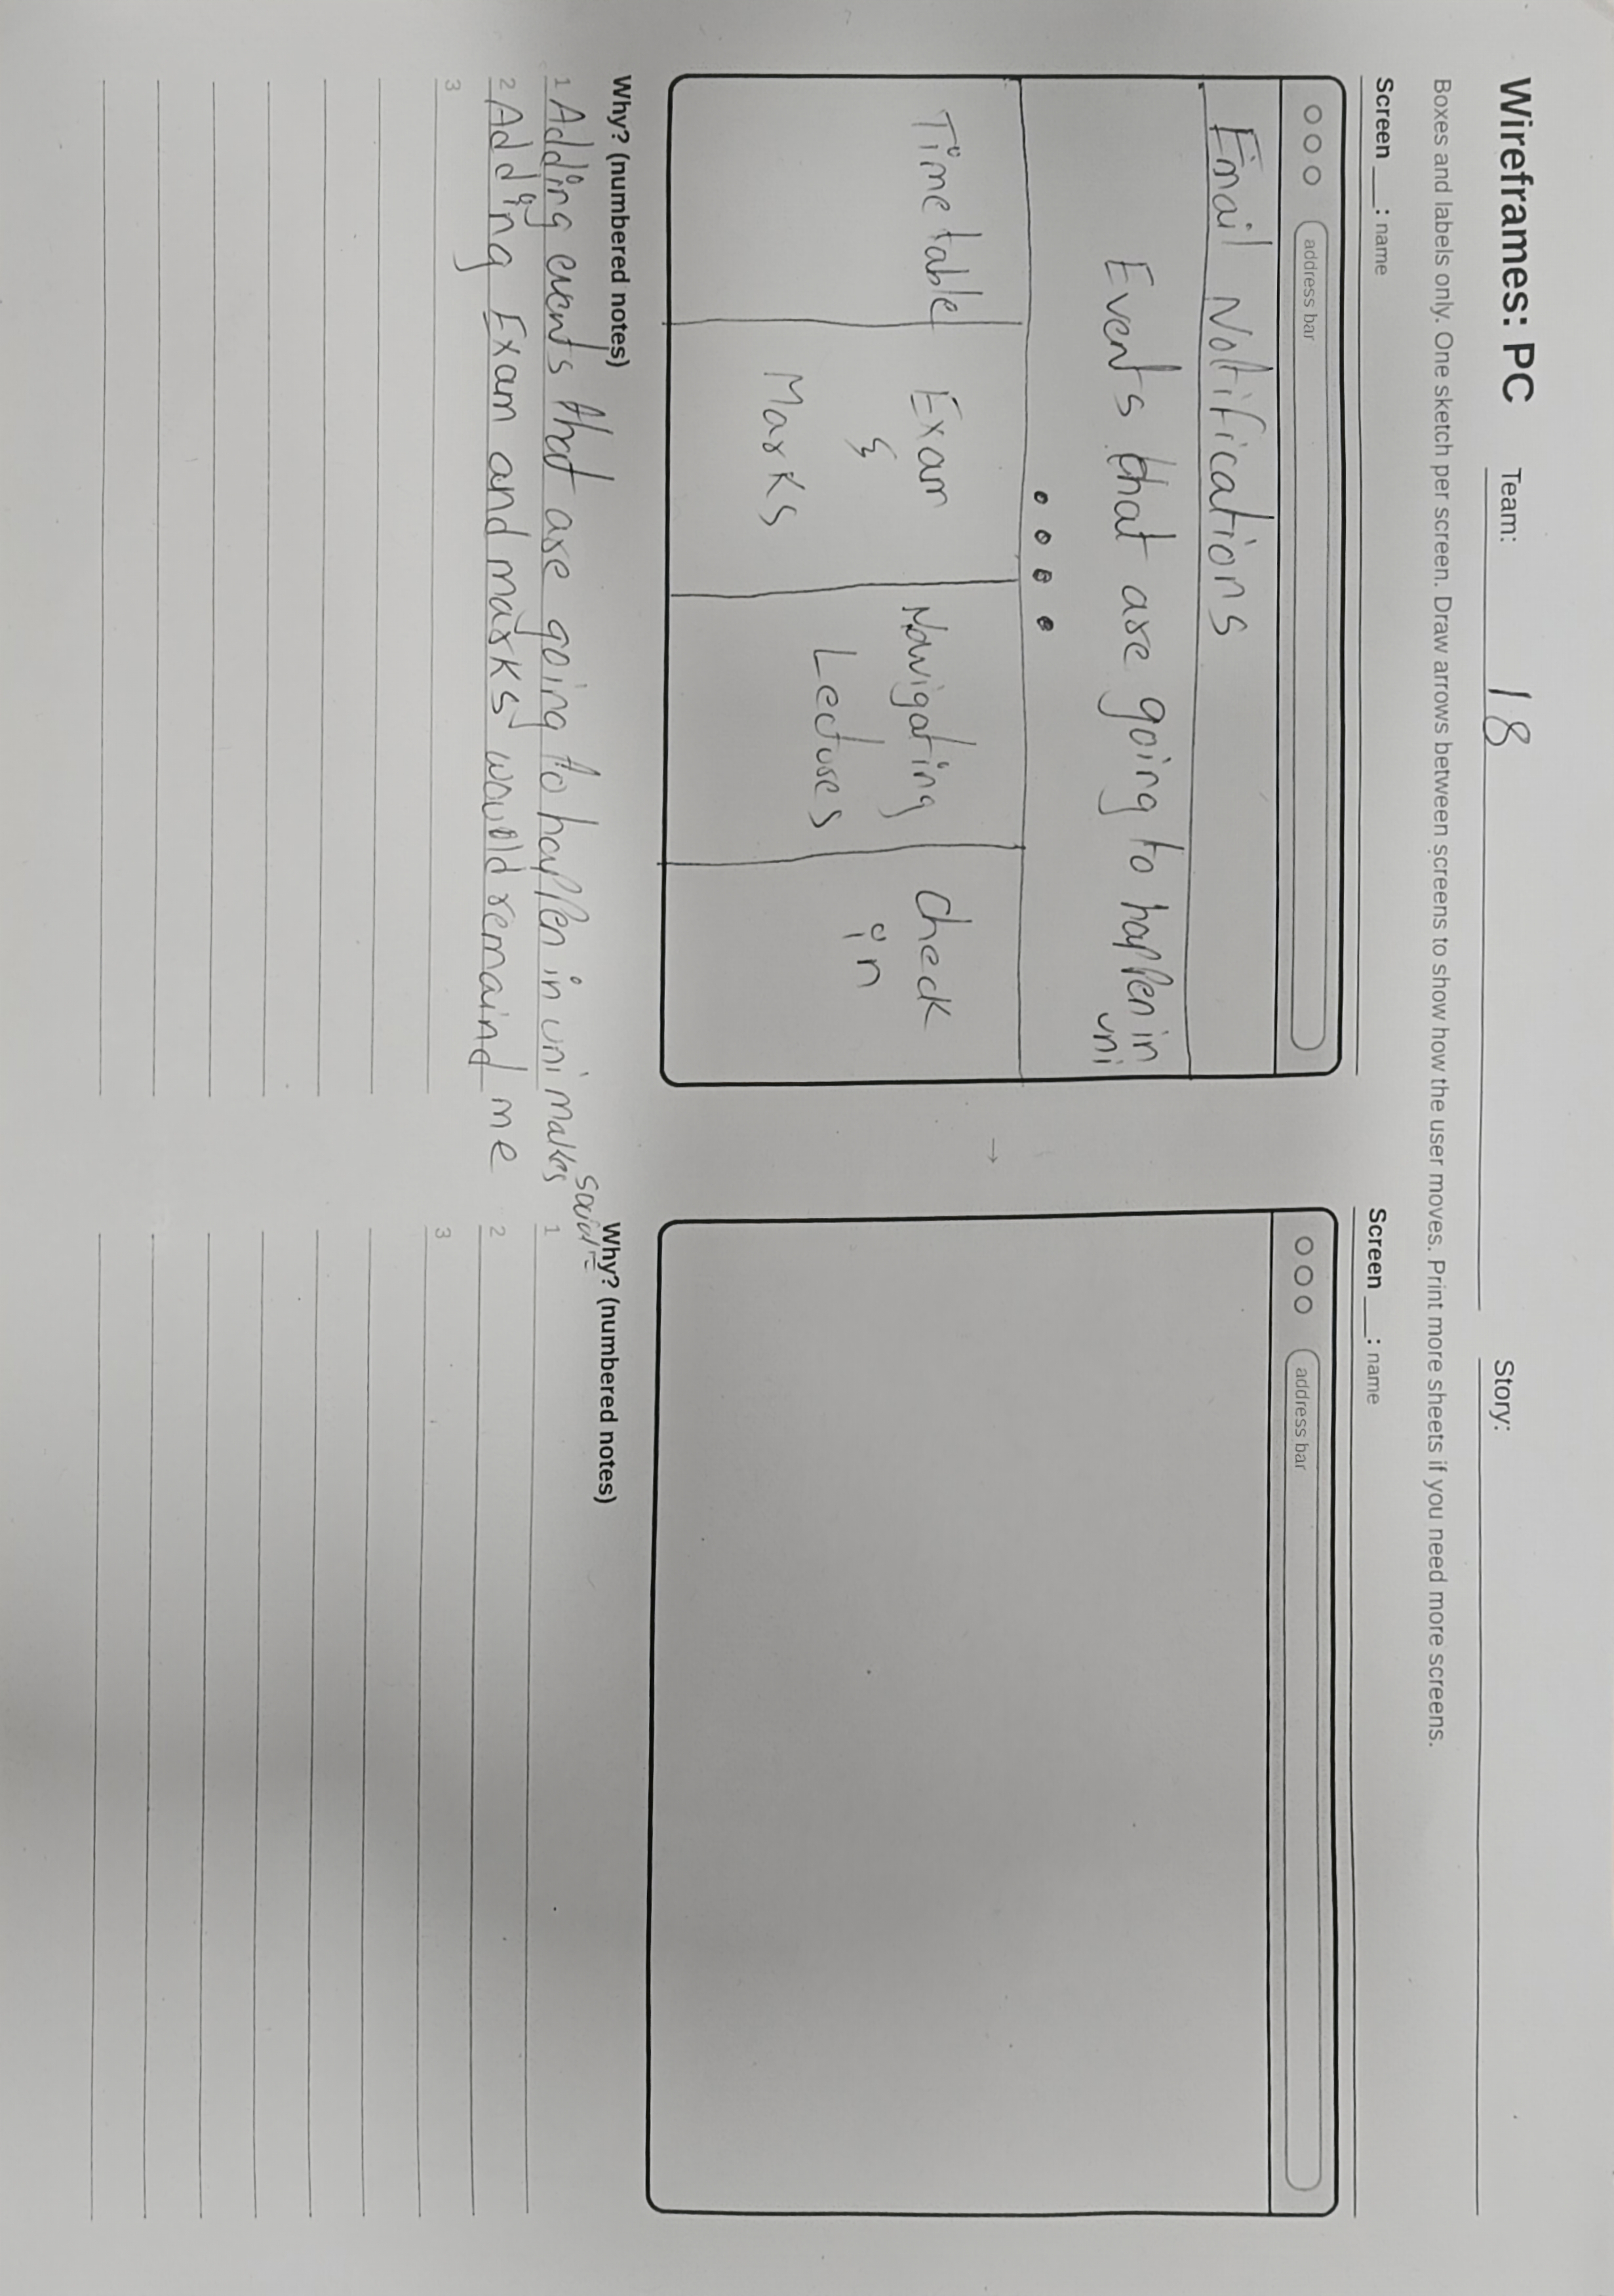 Wireframes: PC Team: 18 Story:
Boxes and labels only. One sketch per screen. Draw arrows between screens to show how the user moves. Print more sheets if you need more screens.
Screen ___: name
address bar
Email Notifications
Events that are going to happen in
uni
Timetable
Exam
&
Marks
Navigating
Lectures
check
in
Why? (numbered notes)
1 Adding events that are going to happen in uni makes
2 Adding Exam and marks would remaind me
3
→
Screen ___: name
address bar
Why? (numbered notes)
1
2
3